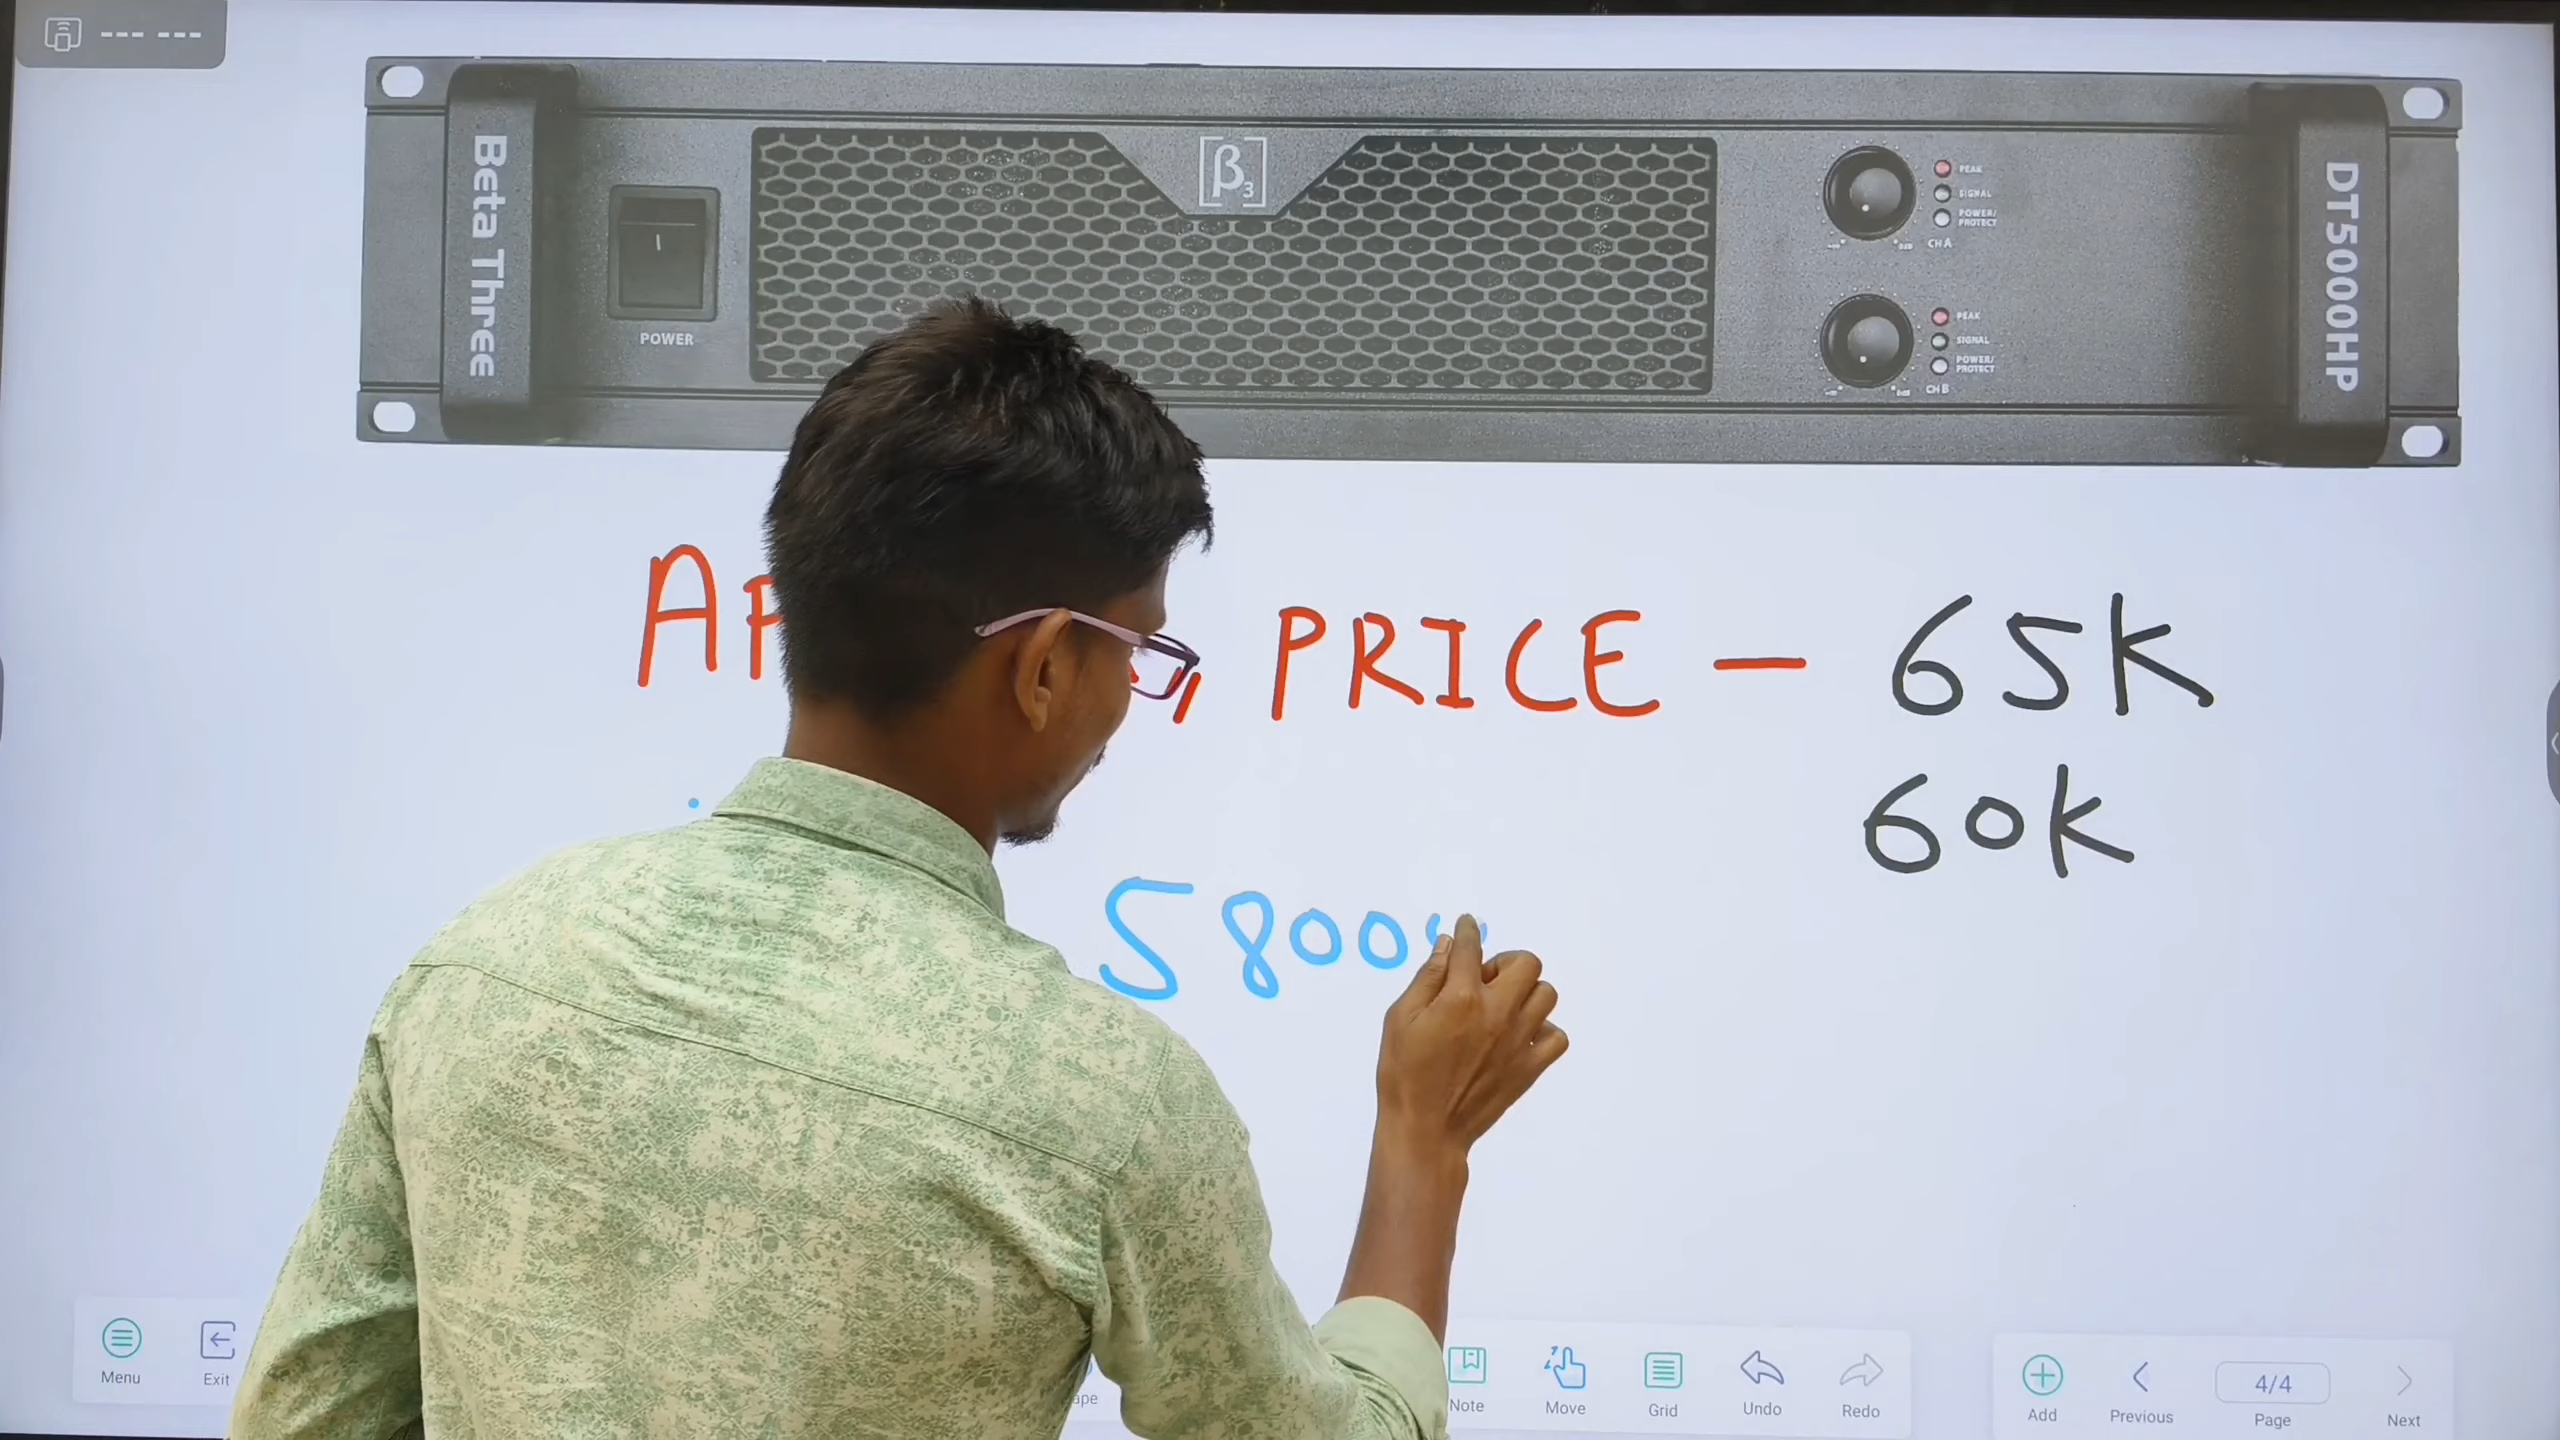 Beta Three
POWER
β3
PEAK
SIGNAL
POWER/
PROTECT
CH A
PEAK
SIGNAL
POWER/
PROTECT
CH B
DT5000HP
PRICE - 65K
60K
5800
Menu
Exit
Note
Move
Grid
Undo
Redo
Add
Previous
4/4
Page
Next